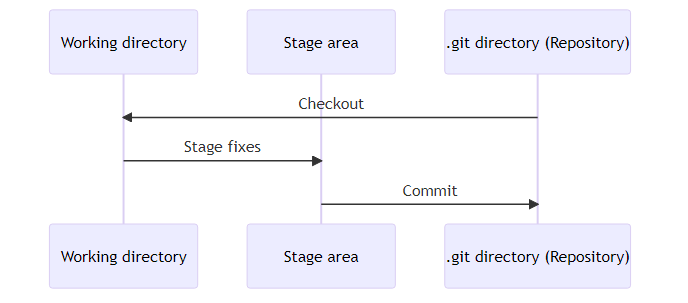 Working directory
Stage area
.git directory (Repository)
Checkout
Stage fixes
Commit
Working directory
Stage area
.git directory (Repository)